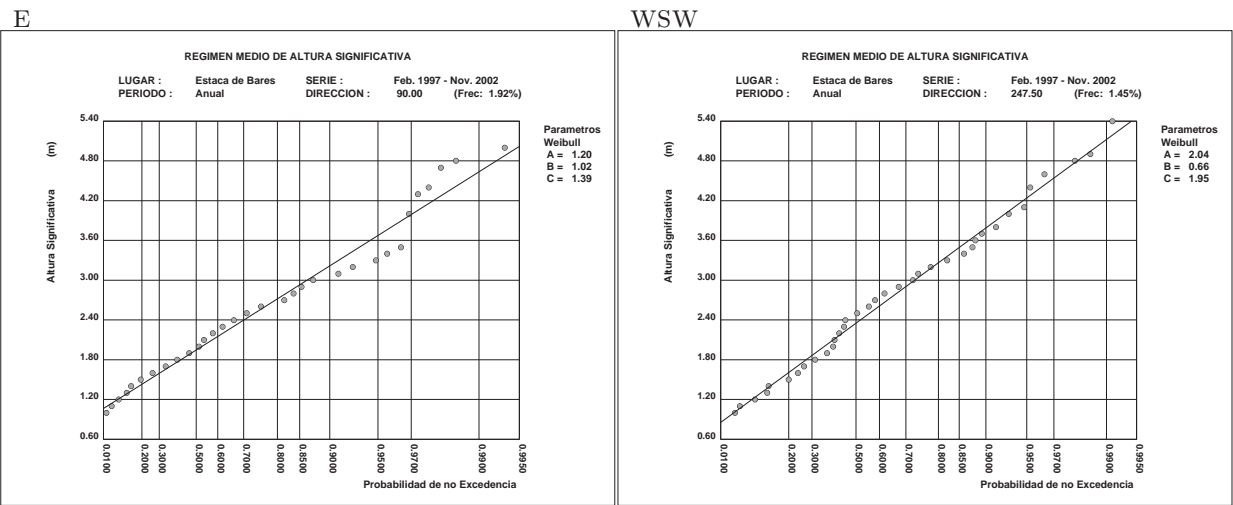 E
REGIMEN MEDIO DE ALTURA SIGNIFICATIVA
LUGAR : Estaca de Bares SERIE : Feb. 1997 - Nov. 2002
PERIODO : Anual DIRECCION : 90.00 (Frec: 1.92%)
Altura Significativa (m)
5.40
4.80
4.20
3.60
3.00
2.40
1.80
1.20
0.60
Parametros
Weibull
A = 1.20
B = 1.02
C = 1.39
0.0100 0.2000 0.3000 0.5000 0.6000 0.7000 0.8000 0.8500 0.9000 0.9500 0.9700 0.9900 0.9950
Probabilidad de no Excedencia
WSW
REGIMEN MEDIO DE ALTURA SIGNIFICATIVA
LUGAR : Estaca de Bares SERIE : Feb. 1997 - Nov. 2002
PERIODO : Anual DIRECCION : 247.50 (Frec: 1.45%)
Altura Significativa (m)
5.40
4.80
4.20
3.60
3.00
2.40
1.80
1.20
0.60
Parametros
Weibull
A = 2.04
B = 0.66
C = 1.95
0.0100 0.2000 0.3000 0.5000 0.6000 0.7000 0.8000 0.8500 0.9000 0.9500 0.9700 0.9900 0.9950
Probabilidad de no Excedencia